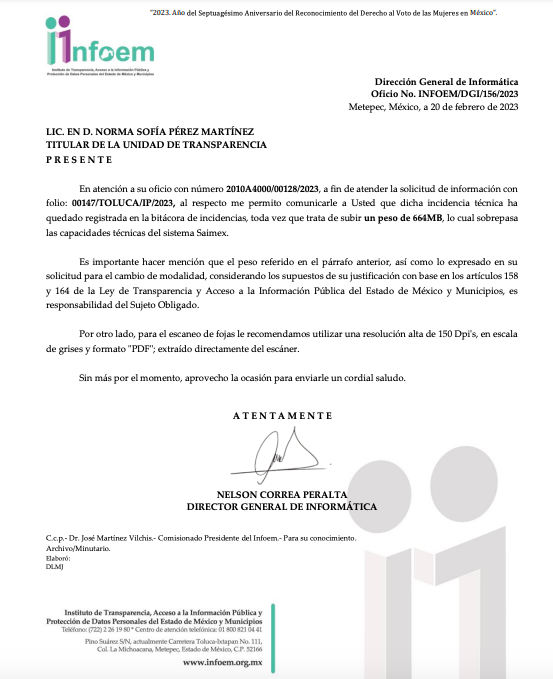 "2023. Año del Septuagésimo Aniversario del Reconocimiento del Derecho al Voto de las Mujeres en México".
infoem
Instituto de Transparencia, Acceso a la Información Pública y
Protección de Datos Personales del Estado de México y Municipios
Dirección General de Informática
Oficio No. INFOEM/DGI/156/2023
Metepec, México, a 20 de febrero de 2023
LIC. EN D. NORMA SOFÍA PÉREZ MARTÍNEZ
TITULAR DE LA UNIDAD DE TRANSPARENCIA
P R E S E N T E
En atención a su oficio con número 2010A4000/00128/2023, a fin de atender la solicitud de información con
folio: 00147/TOLUCA/IP/2023, al respecto me permito comunicarle a Usted que dicha incidencia técnica ha
quedado registrada en la bitácora de incidencias, toda vez que trata de subir un peso de 664MB, lo cual sobrepasa
las capacidades técnicas del sistema Saimex.
Es importante hacer mención que el peso referido en el párrafo anterior, así como lo expresado en su
solicitud para el cambio de modalidad, considerando los supuestos de su justificación con base en los artículos 158
y 164 de la Ley de Transparencia y Acceso a la Información Pública del Estado de México y Municipios, es
responsabilidad del Sujeto Obligado.
Por otro lado, para el escaneo de fojas le recomendamos utilizar una resolución alta de 150 Dpi's, en escala
de grises y formato "PDF"; extraído directamente del escáner.
Sin más por el momento, aprovecho la ocasión para enviarle un cordial saludo.
A T E N T A M E N T E
NELSON CORREA PERALTA
DIRECTOR GENERAL DE INFORMÁTICA
C.c.p.- Dr. José Martínez Vilchis.- Comisionado Presidente del Infoem.- Para su conocimiento.
Archivo/Minutario.
Elaboró:
DLMJ
Instituto de Transparencia, Acceso a la Información Pública y
Protección de Datos Personales del Estado de México y Municipios
Teléfono: (722) 2 26 19 80 * Centro de atención telefónica: 01 800 821 04 41
Pino Suárez S/N, actualmente Carretera Toluca-Ixtapan No. 111,
Col. La Michoacana, Metepec, Estado de México, C.P. 52166
www.infoem.org.mx